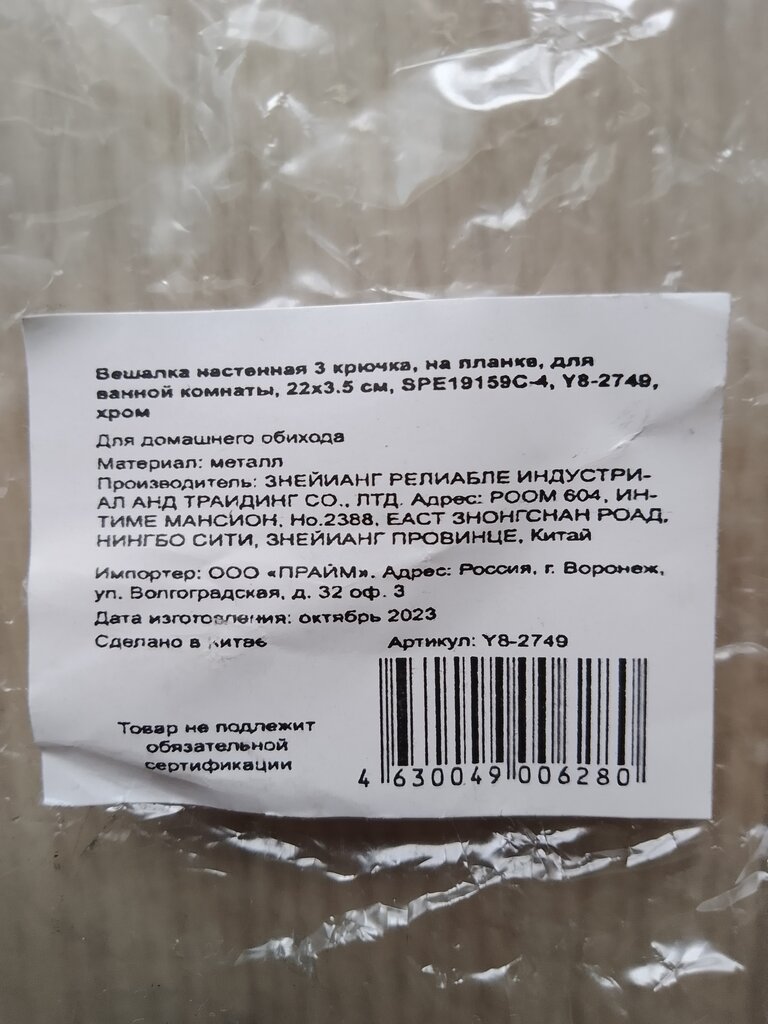 Вешалка настенная 3 крючка, на планке, для
ванной комнаты, 22х3.5 см, SPE19159C-4, Y8-2749,
хром
Для домашнего обихода
Материал: металл
Производитель: ЗНЕЙИАНГ РЕЛИАБЛЕ ИНДУСТРИ-
АЛ АНД ТРАИДИНГ СО., ЛТД. Адрес: РООМ 604, ИН-
ТИМЕ МАНСИОН, Но.2388, ЕАСТ ЗНОНГСНАН РОАД,
НИНГБО СИТИ, ЗНЕЙИАНГ ПРОВИНЦЕ, Китай
Импортер: ООО «ПРАЙМ». Адрес: Россия, г. Воронеж,
ул. Волгоградская, д. 32 оф. 3
Дата изготовления: октябрь 2023
Сделано в Китае
Артикул: Y8-2749
Товар не подлежит
обязательной
сертификации
4 630049 006280